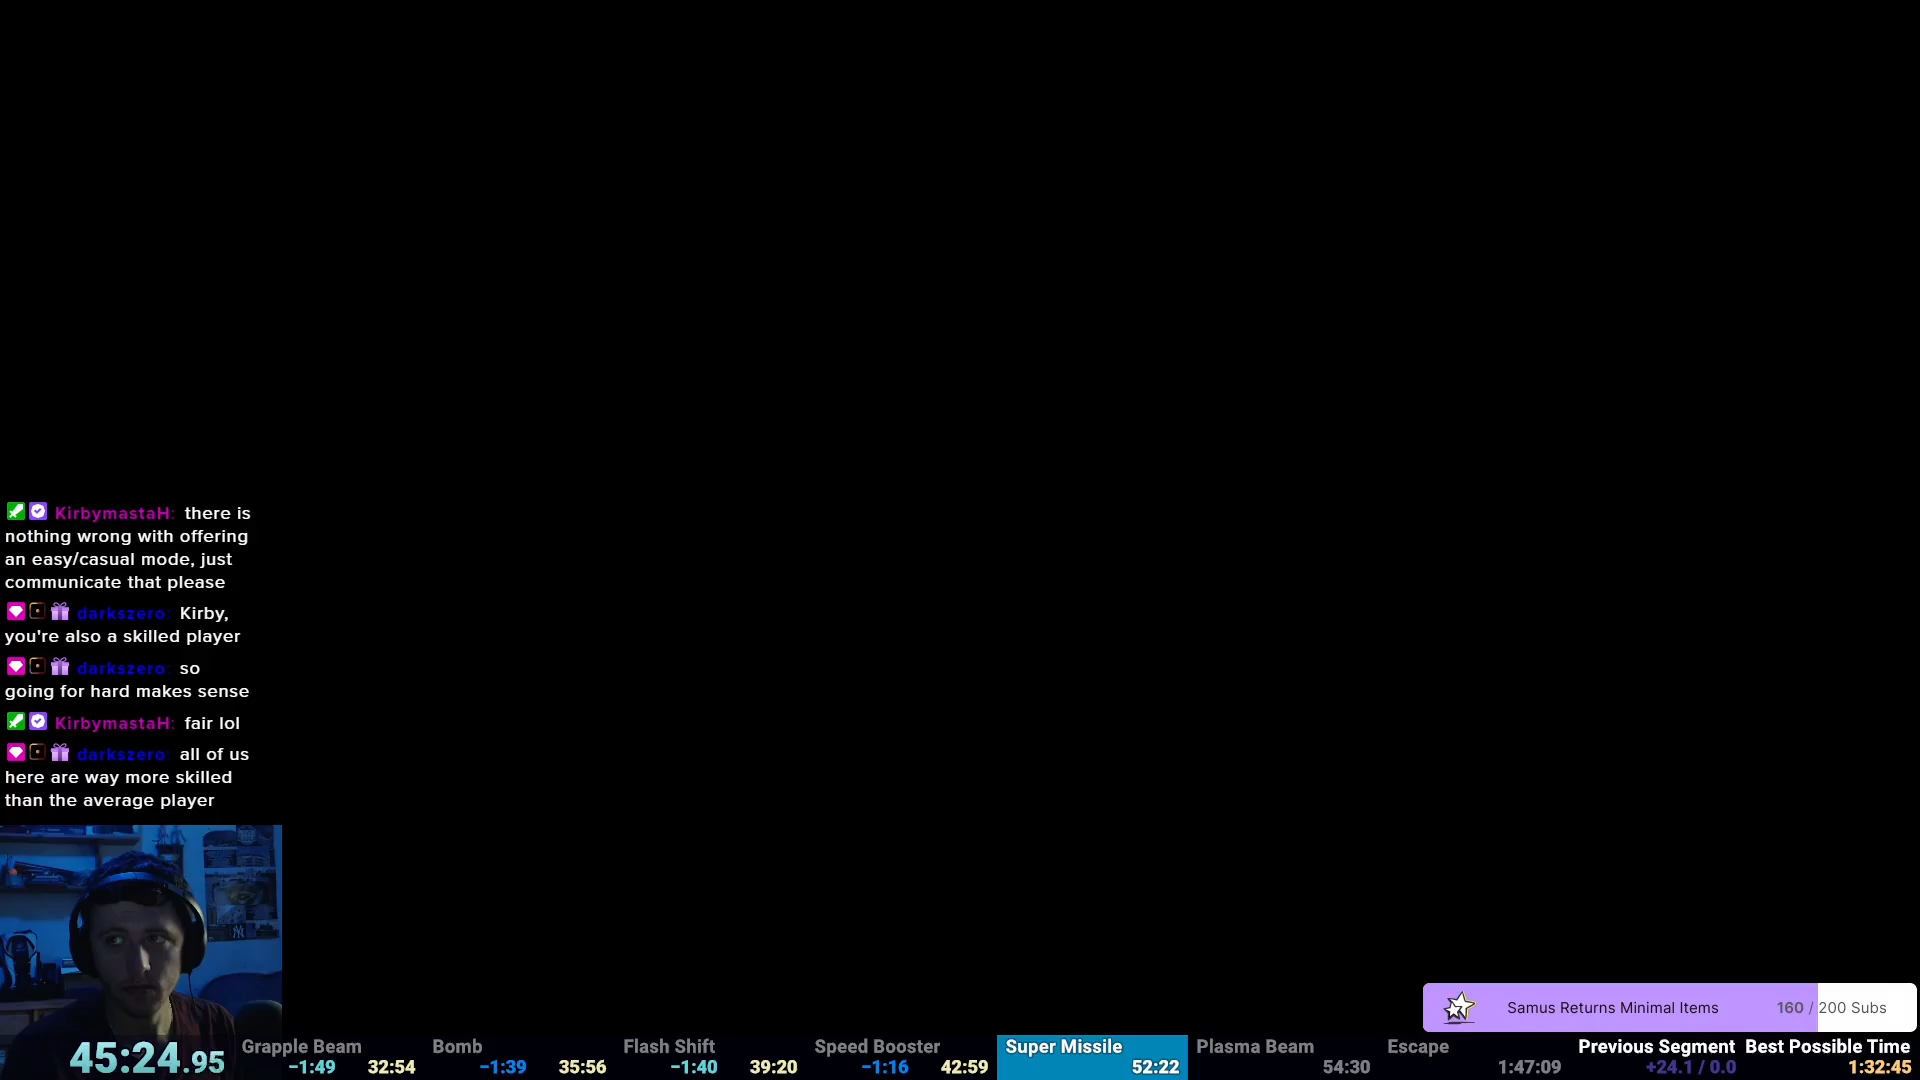 KirbymastaH: there is
nothing wrong with offering
an easy/casual mode, just
communicate that please
darkszero: Kirby,
you're also a skilled player
darkszero: so
going for hard makes sense
KirbymastaH: fair lol
darkszero: all of us
here are way more skilled
than the average player
Samus Returns Minimal Items 160 / 200 Subs
45:24.95
Grapple Beam
−1:49 32:54
Bomb
−1:39 35:56
Flash Shift
−1:40 39:20
Speed Booster
−1:16 42:59
Super Missile
52:22
Plasma Beam
54:30
Escape
1:47:09
Previous Segment
+24.1 / 0.0
Best Possible Time
1:32:45